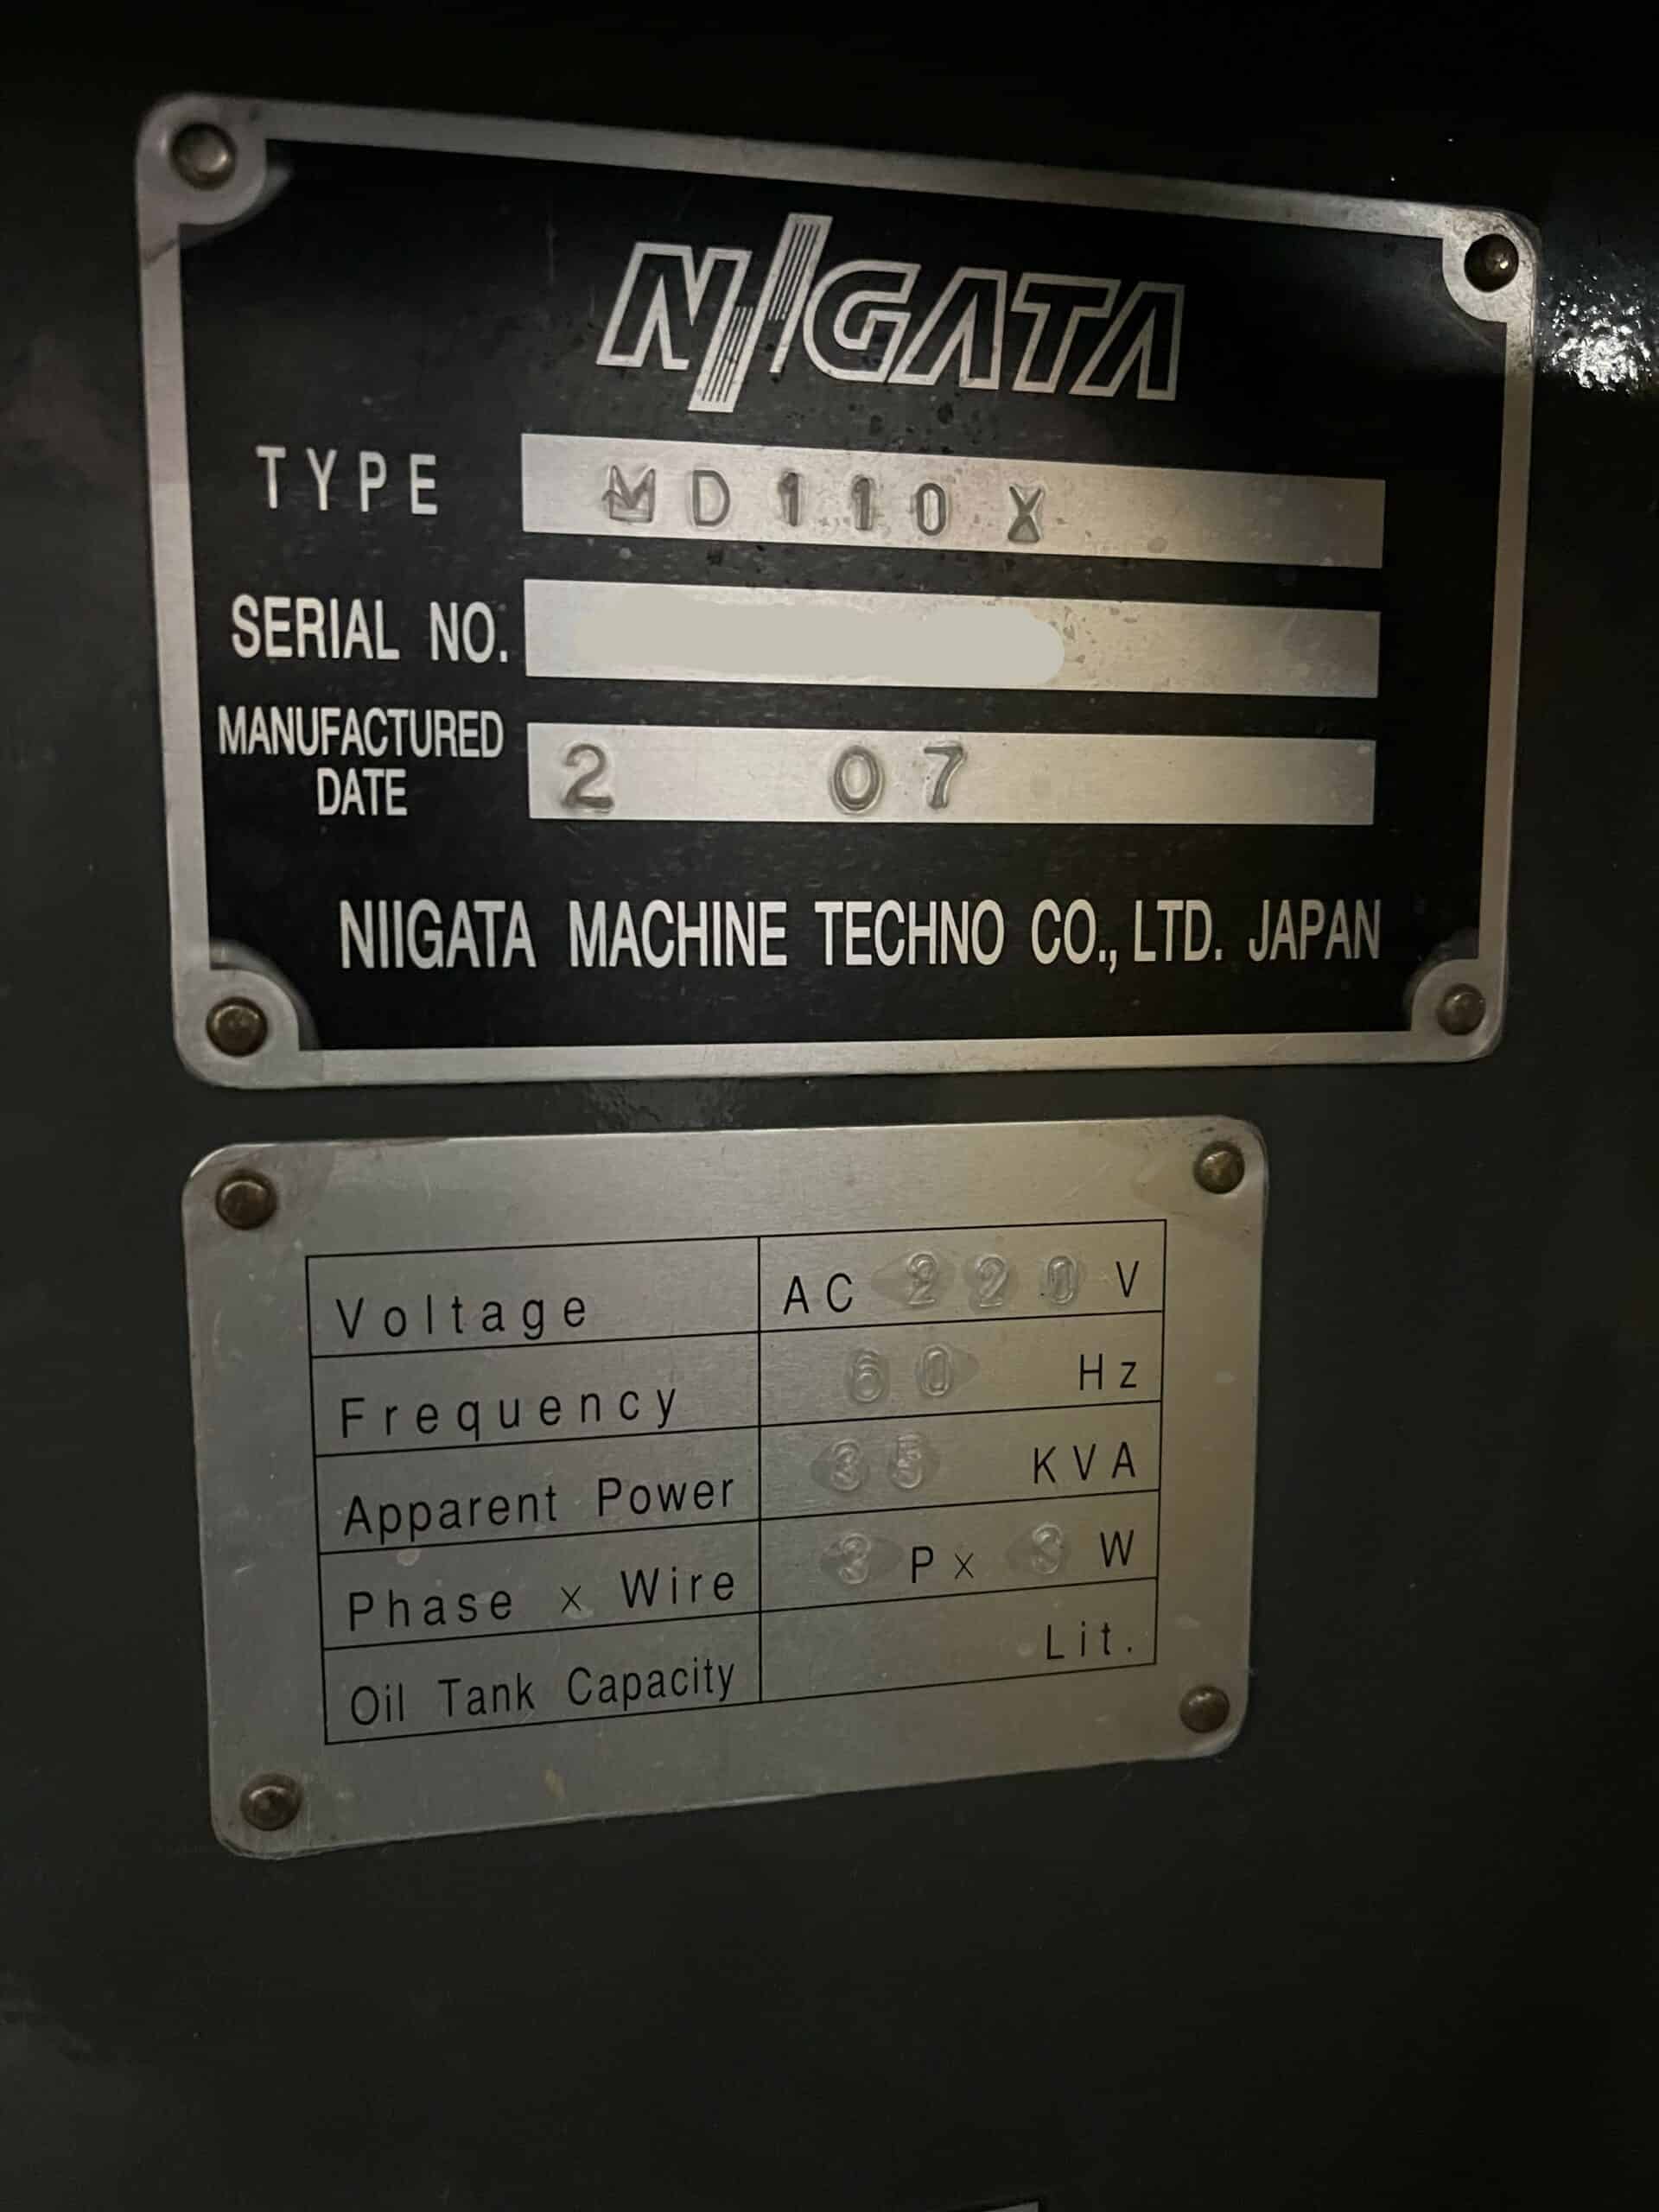 NIIGATA
TYPE MD110X
SERIAL NO.
MANUFACTURED DATE 2 07
NIIGATA MACHINE TECHNO CO., LTD. JAPAN
Voltage AC 220 V
Frequency 60 Hz
Apparent Power 35 KVA
Phase x Wire 3 P x 3 W
Oil Tank Capacity Lit.